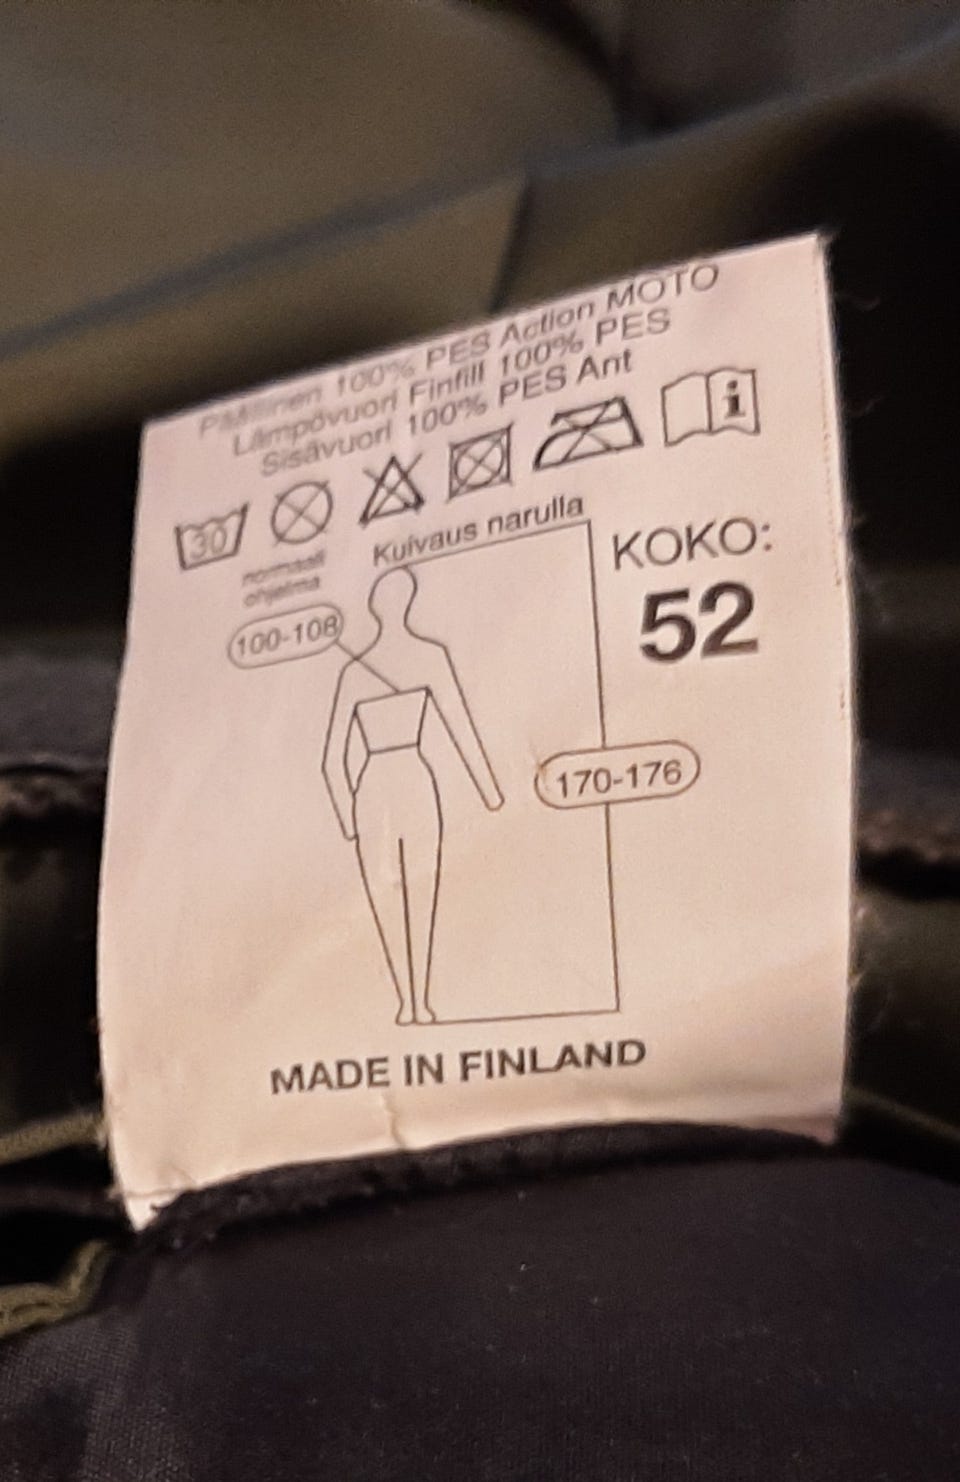 Päällinen 100% PES Action MOTO
Lämpövuori Finfill 100% PES
Sisävuori 100% PES Ant
30
normaali
ohjelma
Kuivaus narulla
KOKO:
52
100-108
170-176
MADE IN FINLAND